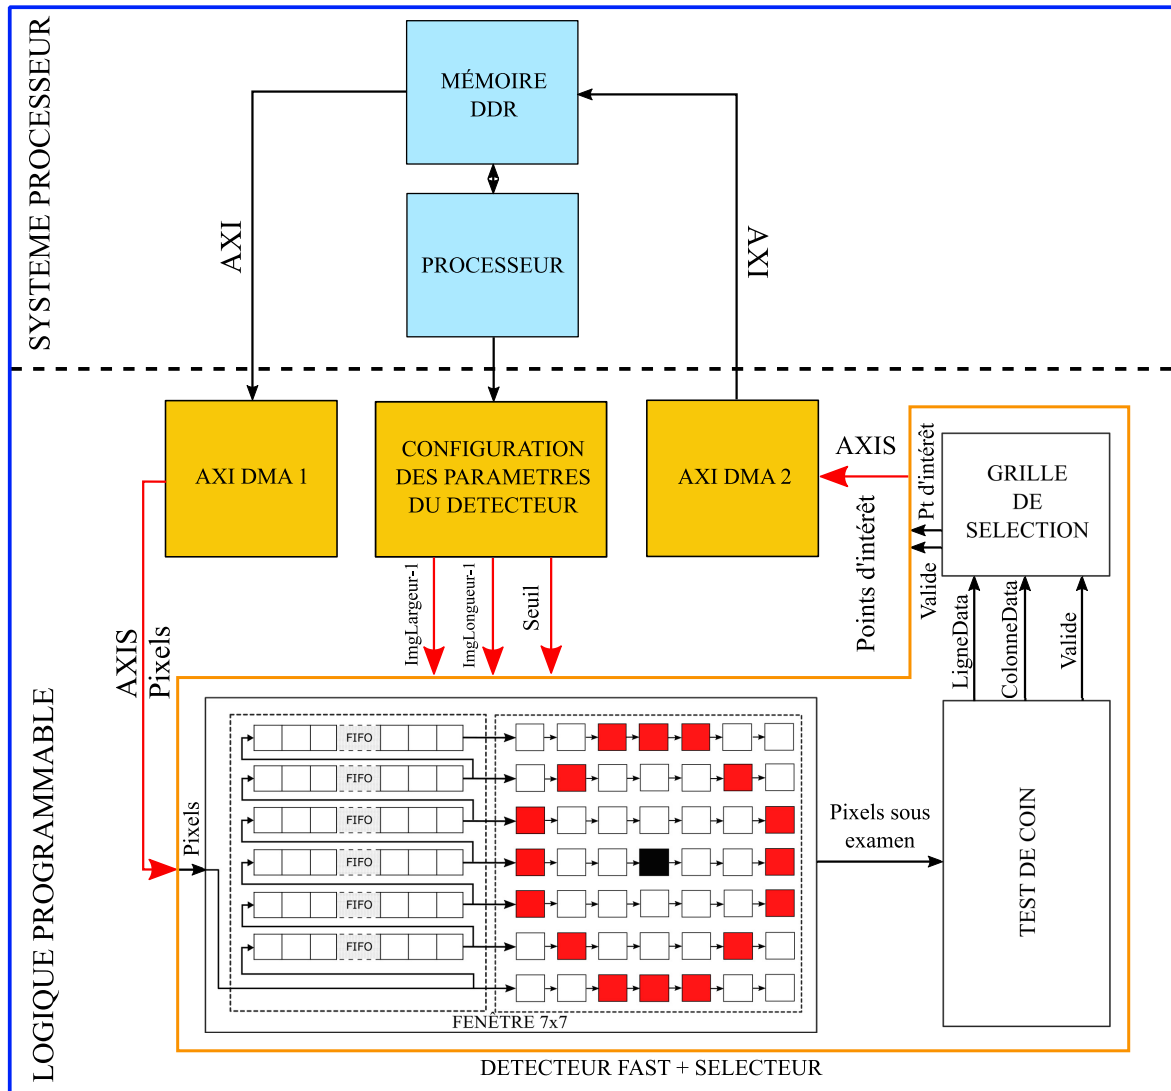 SYSTEME PROCESSEUR
MÉMOIRE
DDR
AXI
PROCESSEUR
AXI
LOGIQUE PROGRAMMABLE
AXI DMA 1
CONFIGURATION
DES PARAMETRES
DU DETECTEUR
AXI DMA 2
AXIS
Points d'intérêt
Pt d'intérêt
Valide
GRILLE
DE
SELECTION
AXIS
Pixels
ImgLargeur-1
ImgLongueur-1
Seuil
LigneData
ColonneData
Valide
Pixels
FIFO
FIFO
FIFO
FIFO
FIFO
FIFO
FENÊTRE 7x7
Pixels sous
examen
TEST DE COIN
DETECTEUR FAST + SELECTEUR